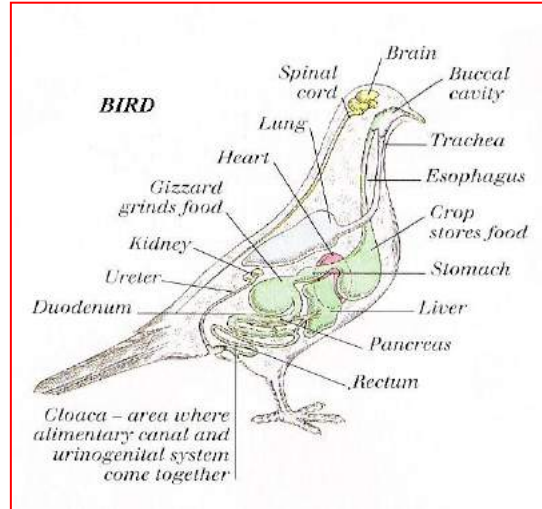 BIRD
Brain
Spinal
cord
Buccal
cavity
Lung
Trachea
Heart
Esophagus
Gizzard
grinds food
Crop
stores food
Kidney
Stomach
Ureter
Duodenum
Liver
Pancreas
Rectum
Cloaca – area where
alimentary canal and
urinogenital system
come together